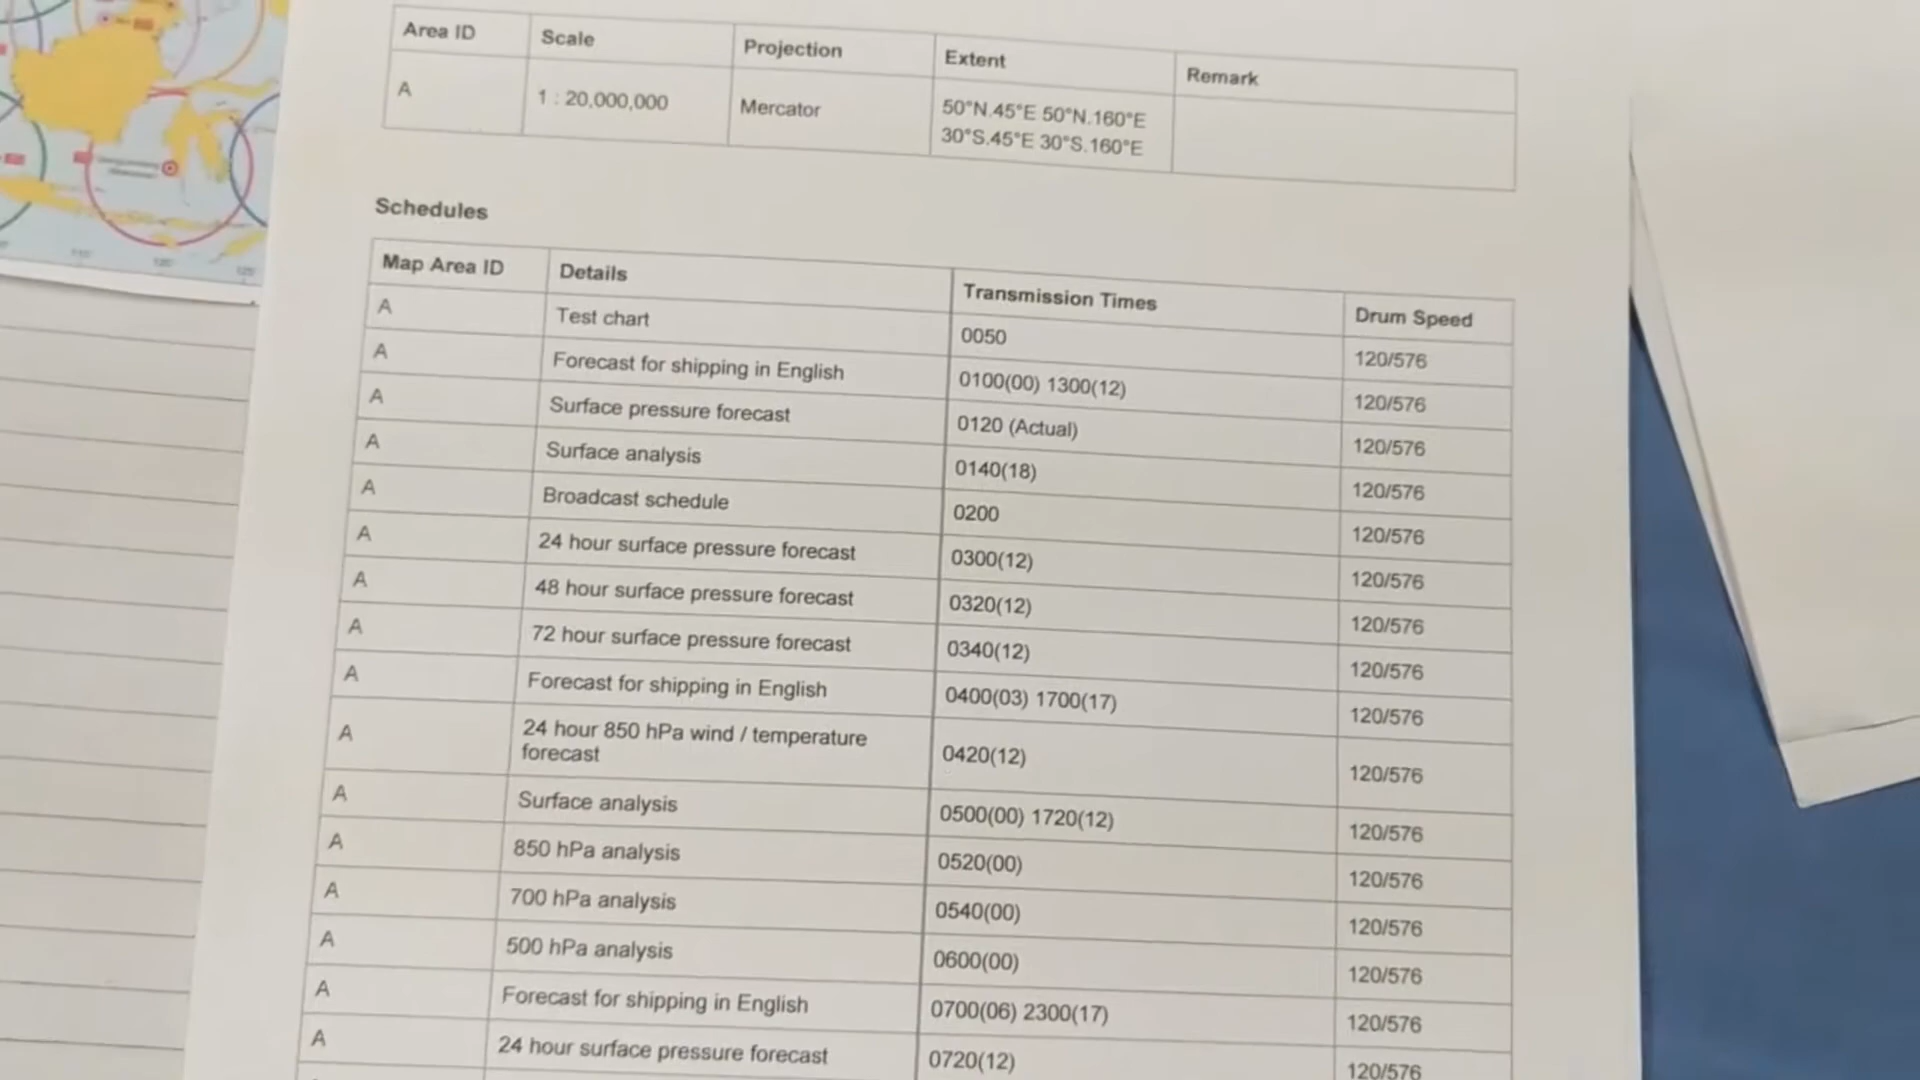 Area ID Scale Projection Extent Remark
A 1 : 20,000,000 Mercator 50°N.45°E 50°N.160°E
30°S.45°E 30°S.160°E
Schedules
Map Area ID Details Transmission Times Drum Speed
A Test chart 0050 120/576
A Forecast for shipping in English 0100(00) 1300(12) 120/576
A Surface pressure forecast 0120 (Actual) 120/576
A Surface analysis 0140(18) 120/576
A Broadcast schedule 0200 120/576
A 24 hour surface pressure forecast 0300(12) 120/576
A 48 hour surface pressure forecast 0320(12) 120/576
A 72 hour surface pressure forecast 0340(12) 120/576
A Forecast for shipping in English 0400(03) 1700(17) 120/576
A 24 hour 850 hPa wind / temperature
forecast 0420(12) 120/576
A Surface analysis 0500(00) 1720(12) 120/576
A 850 hPa analysis 0520(00) 120/576
A 700 hPa analysis 0540(00) 120/576
A 500 hPa analysis 0600(00) 120/576
A Forecast for shipping in English 0700(06) 2300(17) 120/576
A 24 hour surface pressure forecast 0720(12) 120/576